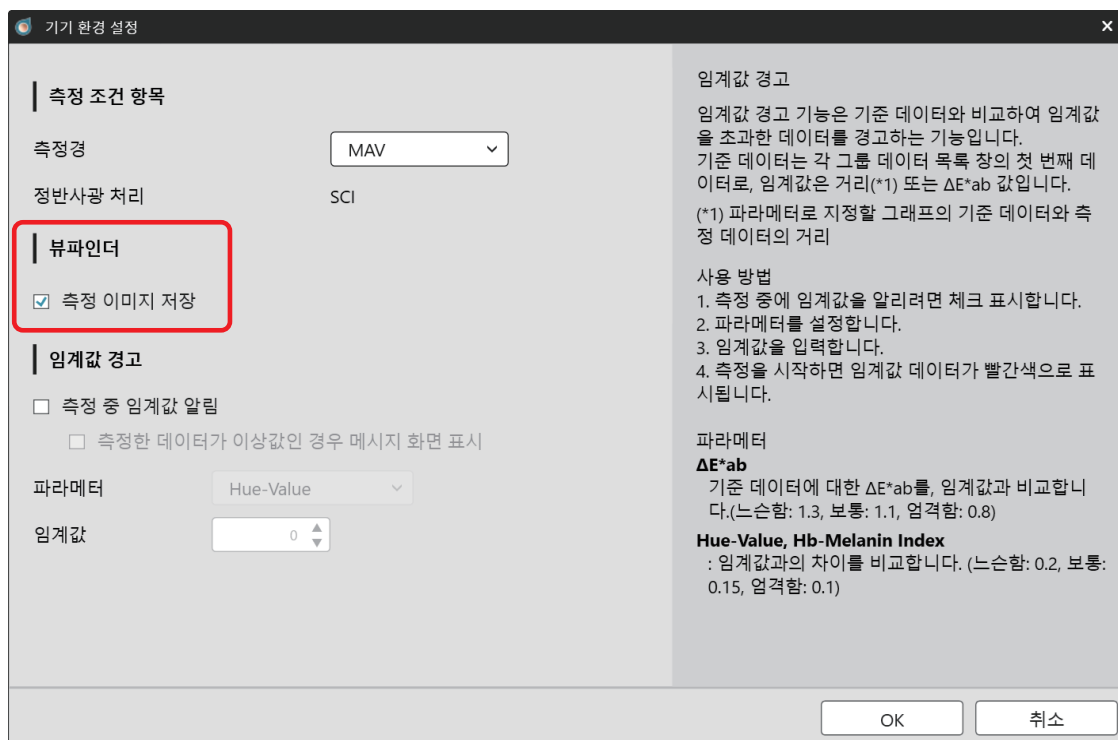 기기 환경 설정
측정 조건 항목
측정경
MAV
정반사광 처리
SCI
뷰파인더
측정 이미지 저장
임계값 경고
측정 중 임계값 알림
측정한 데이터가 이상값인 경우 메시지 화면 표시
파라메터
Hue-Value
임계값
0
임계값 경고
임계값 경고 기능은 기준 데이터와 비교하여 임계값
을 초과한 데이터를 경고하는 기능입니다.
기준 데이터는 각 그룹 데이터 목록 창의 첫 번째 데
이터로, 임계값은 거리(*1) 또는 ΔE*ab 값입니다.
(*1) 파라메터로 지정할 그래프의 기준 데이터와 측
정 데이터의 거리
사용 방법
1. 측정 중에 임계값을 알리려면 체크 표시합니다.
2. 파라메터를 설정합니다.
3. 임계값을 입력합니다.
4. 측정을 시작하면 임계값 데이터가 빨간색으로 표
시됩니다.
파라메터
ΔE*ab
기준 데이터에 대한 ΔE*ab를, 임계값과 비교합니
다.(느슨함: 1.3, 보통: 1.1, 엄격함: 0.8)
Hue-Value, Hb-Melanin Index
: 임계값과의 차이를 비교합니다. (느슨함: 0.2, 보통:
0.15, 엄격함: 0.1)
OK
취소